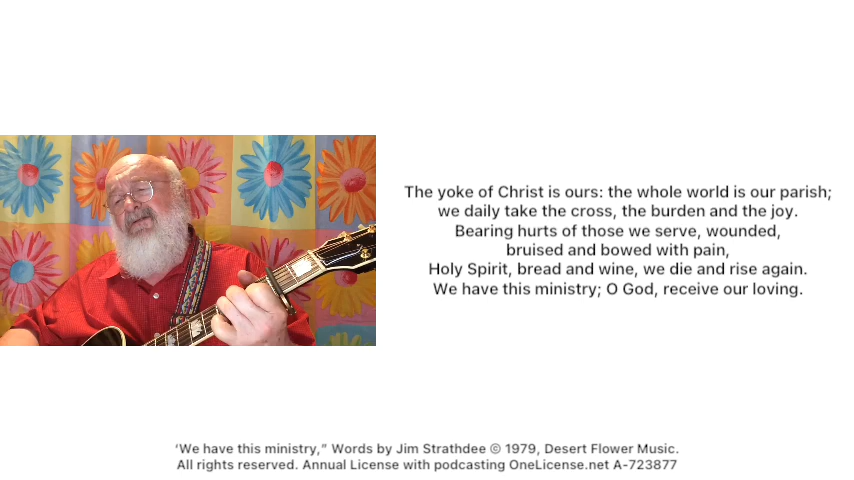 The yoke of Christ is ours: the whole world is our parish;
we daily take the cross, the burden and the joy.
Bearing hurts of those we serve, wounded,
bruised and bowed with pain,
Holy Spirit, bread and wine, we die and rise again.
We have this ministry; O God, receive our loving.
‘We have this ministry,” Words by Jim Strathdee © 1979, Desert Flower Music.
All rights reserved. Annual License with podcasting OneLicense.net A-723877